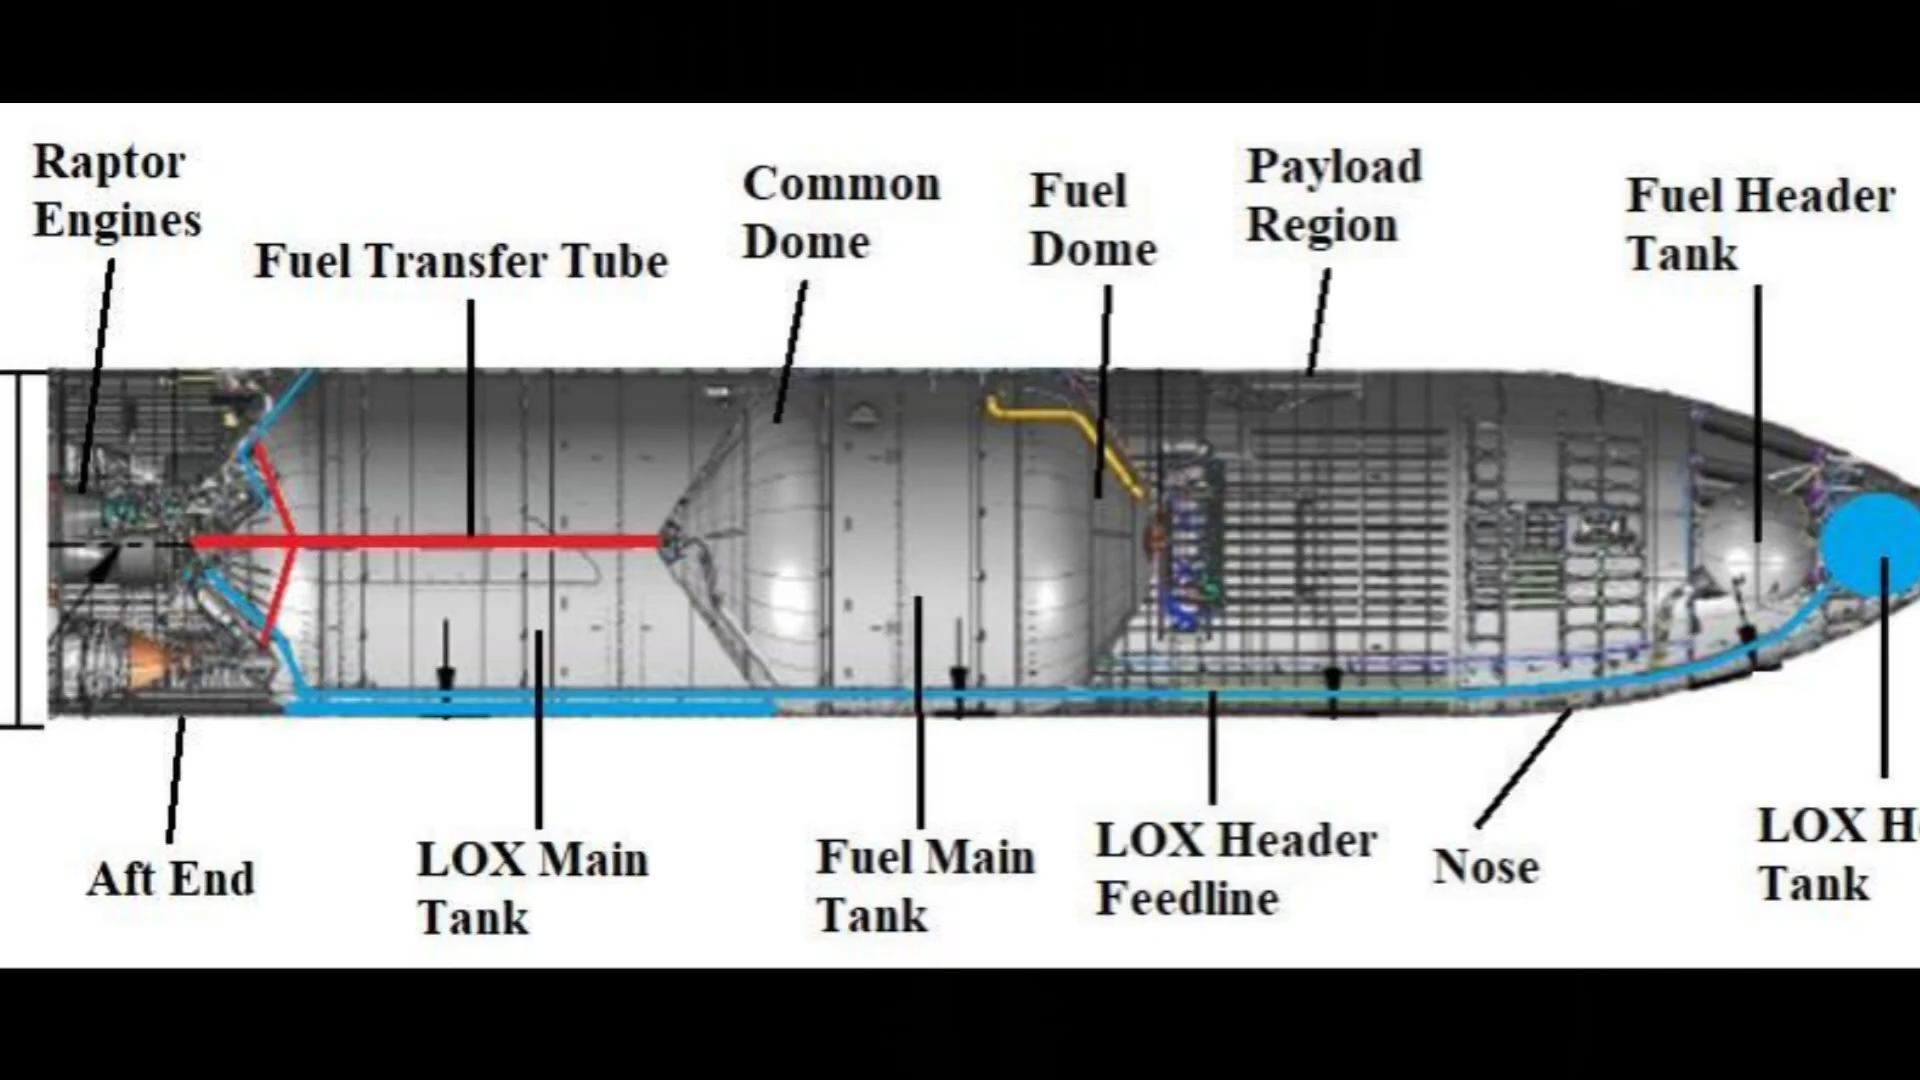 Raptor
Engines
Fuel Transfer Tube
Common
Dome
Fuel
Dome
Payload
Region
Fuel Header
Tank
Aft End
LOX Main
Tank
Fuel Main
Tank
LOX Header
Feedline
Nose
LOX
Tank